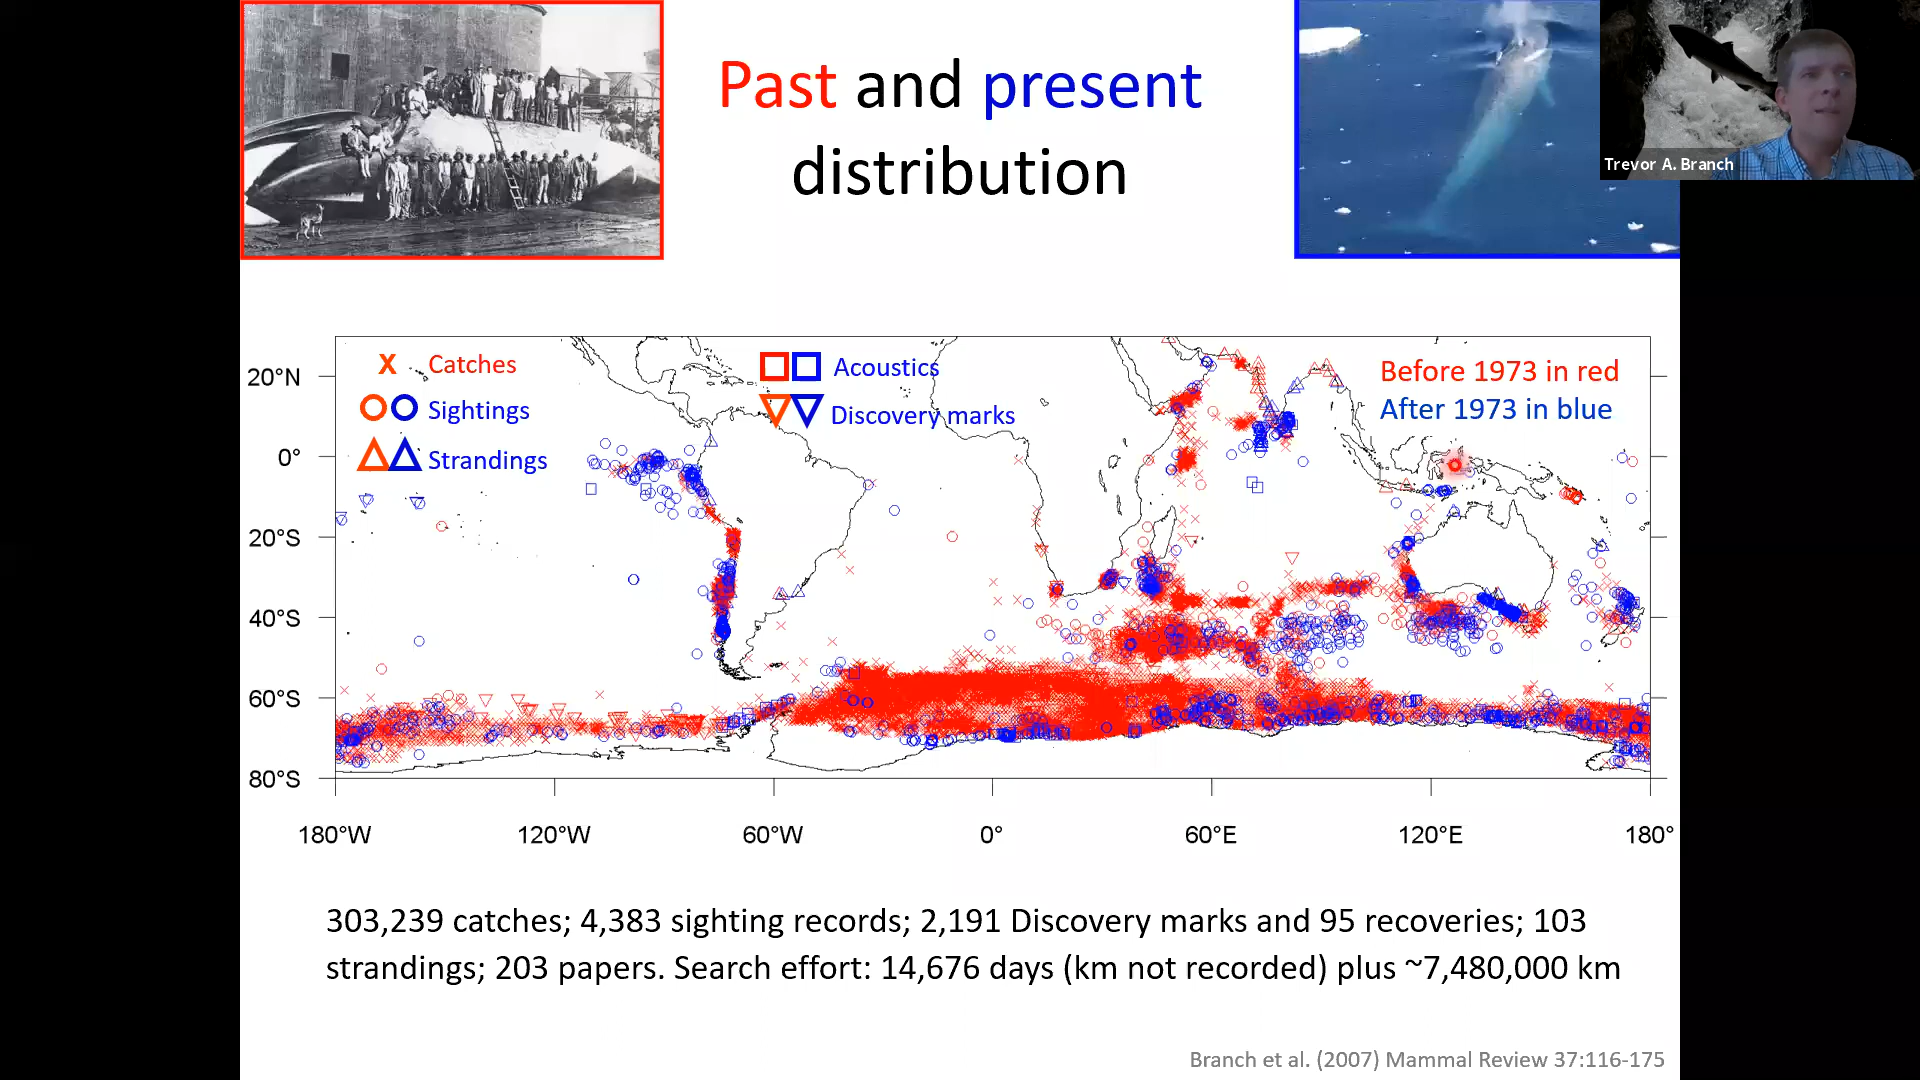 Past and present
distribution
Trevor A. Branch
X Catches
Sightings
Strandings
Acoustics
Discovery marks
Before 1973 in red
After 1973 in blue
20°N
0°
20°S
40°S
60°S
80°S
180°W 120°W 60°W 0° 60°E 120°E 180°
303,239 catches; 4,383 sighting records; 2,191 Discovery marks and 95 recoveries; 103
strandings; 203 papers. Search effort: 14,676 days (km not recorded) plus ~7,480,000 km
Branch et al. (2007) Mammal Review 37:116-175